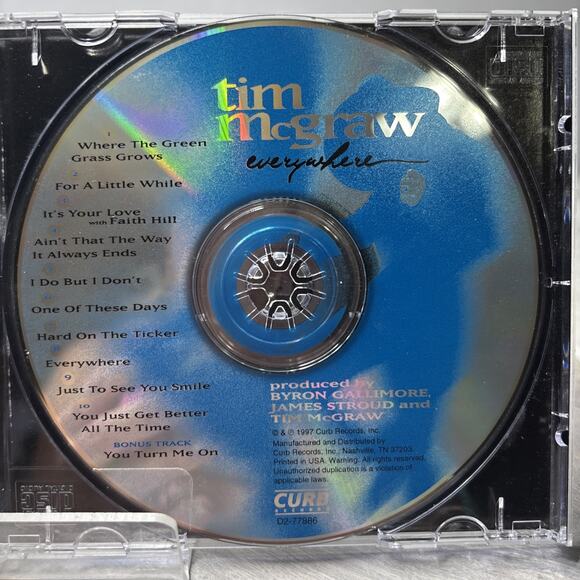 tim
mcgraw
everywhere
1
Where The Green
Grass Grows
2
For A Little While
3
It's Your Love
with Faith Hill
4
Ain't That The Way
It Always Ends
5
I Do But I Don't
6
One Of These Days
7
Hard On The Ticker
8
Everywhere
9
Just To See You Smile
10
You Just Get Better
All The Time
BONUS TRACK
You Turn Me On
produced by
BYRON GALLIMORE,
JAMES STROUD and
TIM McGRAW
© & ℗ 1997 Curb Records, Inc.
Manufactured and Distributed by
Curb Records, Inc., Nashville, TN 37203.
Printed in USA. Warning. All rights reserved.
Unauthorized duplication is a violation of
applicable laws.
CURB
RECORDS
D2-77886